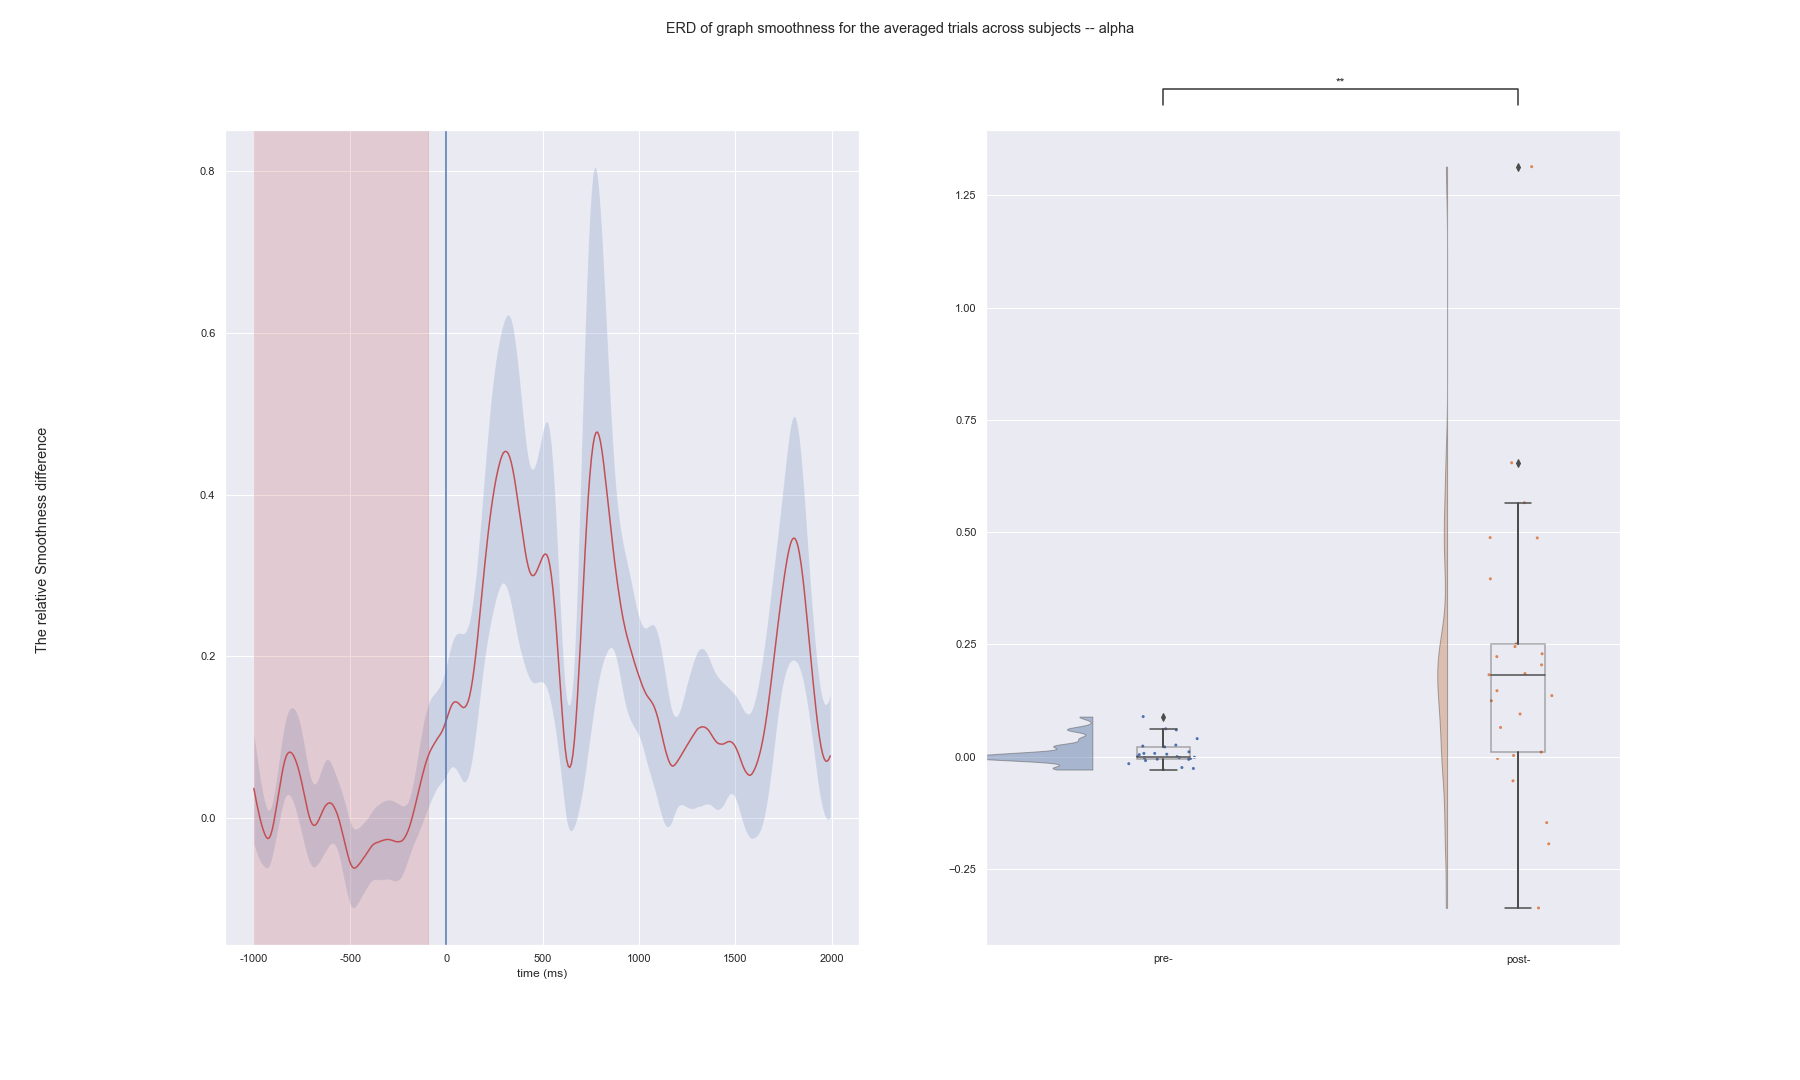 ERD of graph smoothness for the averaged trials across subjects -- alpha
**
The relative Smoothness difference
0.8
0.6
0.4
0.2
0.0
-1000 -500 0 500 1000 1500 2000
time (ms)
1.25
1.00
0.75
0.50
0.25
0.00
−0.25
pre- post-